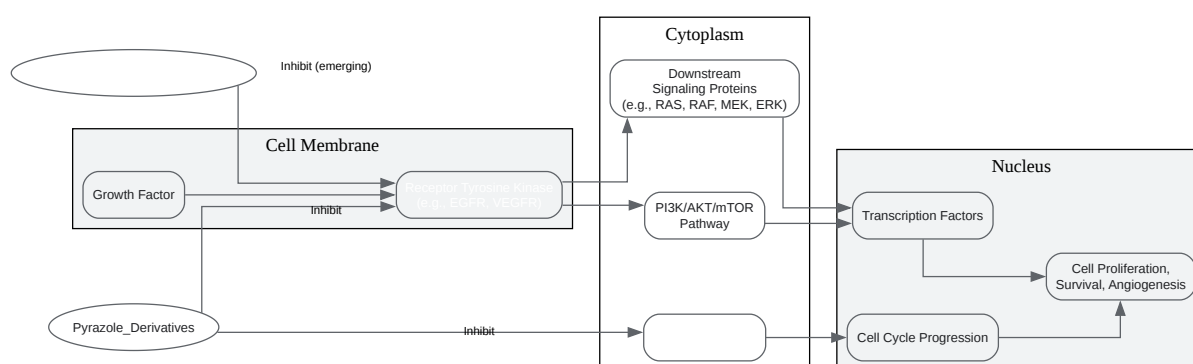 Cytoplasm
Inhibit (emerging)
Downstream
Signaling Proteins
(e.g., RAS, RAF, MEK, ERK)
Cell Membrane
Nucleus
Growth Factor
Receptor Tyrosine Kinase
(e.g., EGFR, VEGFR)
Inhibit
PI3K/AKT/mTOR
Pathway
Transcription Factors
Cell Proliferation,
Survival, Angiogenesis
Pyrazole_Derivatives
Inhibit
Cell Cycle Progression